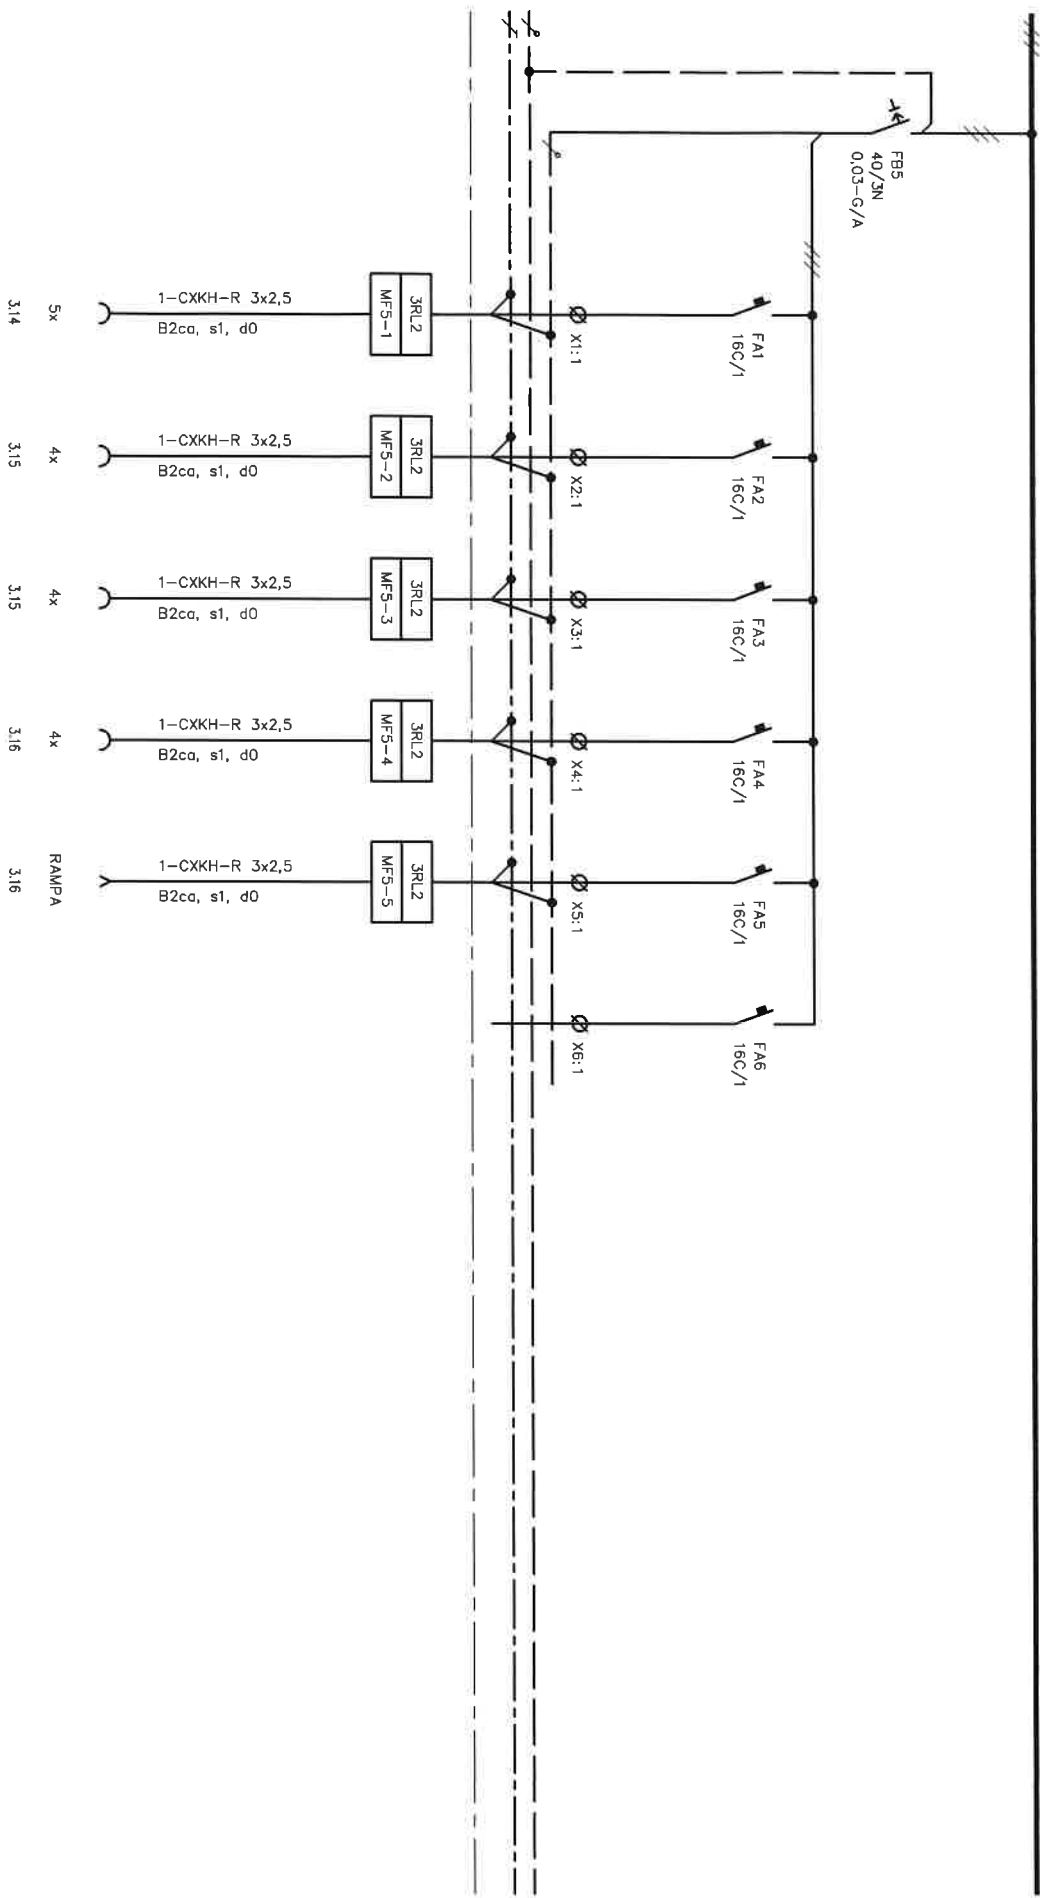 FB5
40/3N
0,03-G/A
FA1
16C/1
FA2
16C/1
FA3
16C/1
FA4
16C/1
FA5
16C/1
FA6
16C/1
X1:1
X2:1
X3:1
X4:1
X5:1
X6:1
3RL2
MF5-1
3RL2
MF5-2
3RL2
MF5-3
3RL2
MF5-4
3RL2
MF5-5
1-CXKH-R 3x2,5
B2ca, s1, d0
1-CXKH-R 3x2,5
B2ca, s1, d0
1-CXKH-R 3x2,5
B2ca, s1, d0
1-CXKH-R 3x2,5
B2ca, s1, d0
1-CXKH-R 3x2,5
B2ca, s1, d0
5x
4x
4x
4x
RAMPA
3.14
3.15
3.15
3.16
3.16